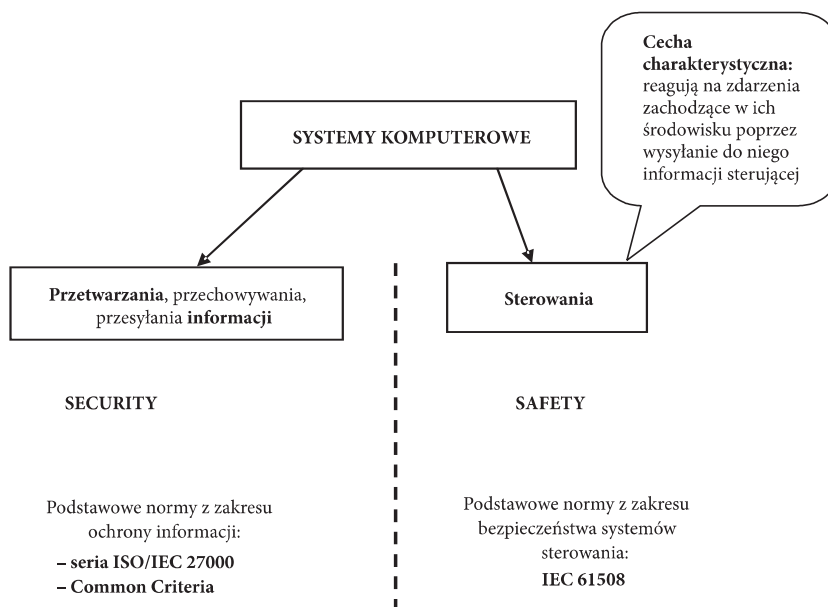 Cecha
charakterystyczna:
reagują na zdarzenia
zachodzące w ich
środowisku poprzez
wysyłanie do niego
informacji sterującej
SYSTEMY KOMPUTEROWE
Przetwarzania, przechowywania,
przesyłania informacji
Sterowania
SECURITY
SAFETY
Podstawowe normy z zakresu
ochrony informacji:
– seria ISO/IEC 27000
– Common Criteria
Podstawowe normy z zakresu
bezpieczeństwa systemów
sterowania:
IEC 61508